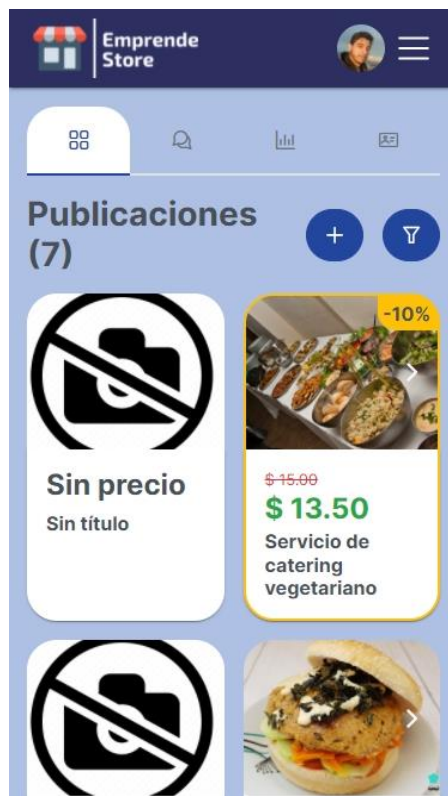 Emprende
Store
Publicaciones
(7)
-10%
Sin precio
Sin título
$ 15.00
$ 13.50
Servicio de
catering
vegetariano